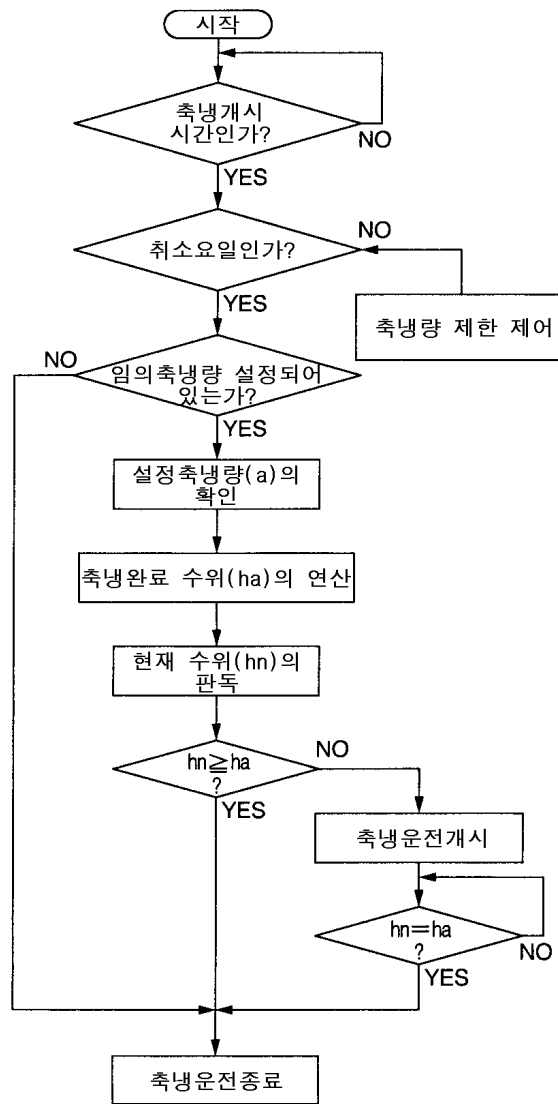 시작
축냉개시
시간인가?
NO
YES
NO
취소요일인가?
YES
축냉량 제한 제어
NO
임의축냉량 설정되어
있는가?
YES
설정축냉량(a)의
확인
축냉완료 수위(ha)의 연산
현재 수위(hn)의
판독
NO
hn≧ha
?
YES
축냉운전개시
hn=ha
?
NO
YES
축냉운전종료